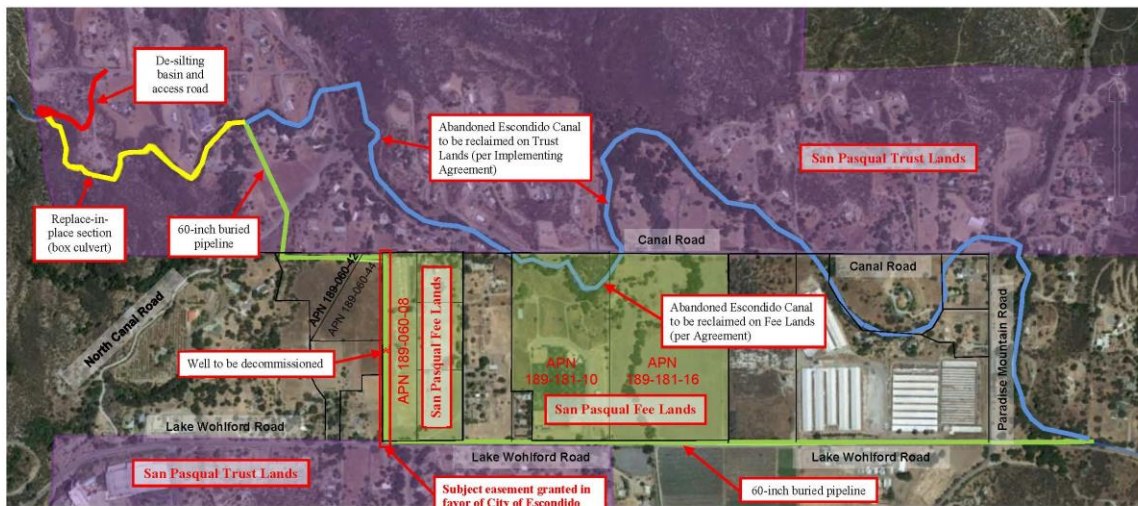 De-silting
basin and
access road
Abandoned Escondido Canal
to be reclaimed on Trust
Lands (per Implementing
Agreement)
San Pasqual Trust Lands
Replace-in-
place section
(box culvert)
60-inch buried
pipeline
Canal Road
Canal Road
North Canal Road
APN 189-060-42
APN 189-060-44
APN 189-060-08
San Pasqual Fee Lands
Abandoned Escondido Canal
to be reclaimed on Fee Lands
(per Agreement)
Well to be decommissioned
APN
189-181-10
APN
189-181-16
San Pasqual Fee Lands
Paradise Mountain Road
Lake Wohlford Road
Lake Wohlford Road
Lake Wohlford Road
San Pasqual Trust Lands
Subject easement granted in
favor of City of Escondido
60-inch buried pipeline